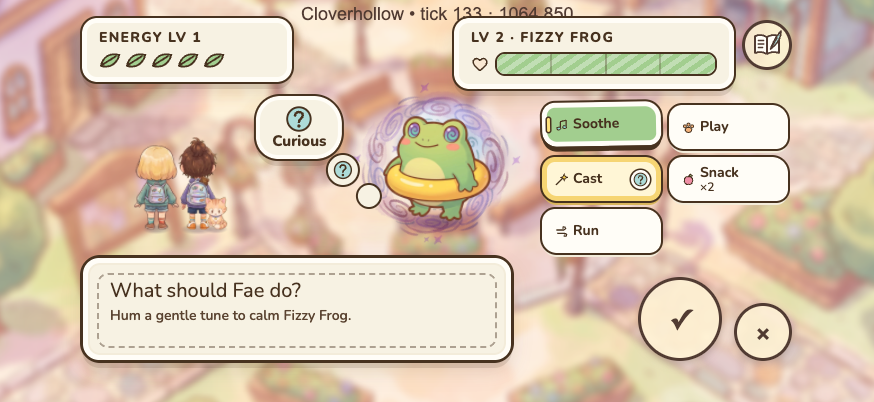 Cloverhollow • tick 133 · 1064,850
ENERGY LV 1
LV 2 · FIZZY FROG
?
Curious
?
Soothe
Play
Cast
?
Snack
×2
Run
What should Fae do?
Hum a gentle tune to calm Fizzy Frog.